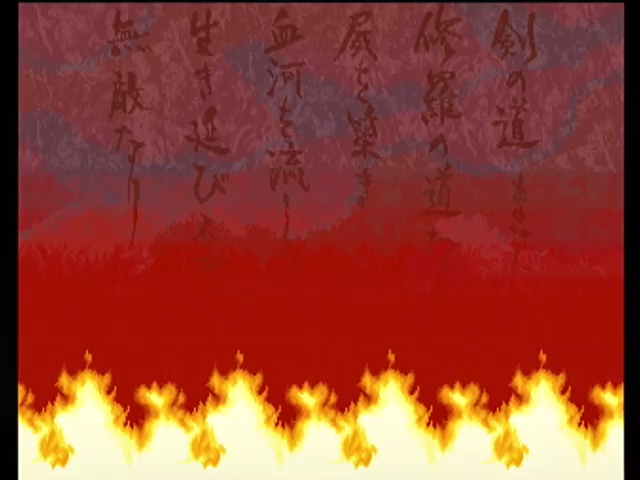 剣の道
修羅の道
屍を築き
血河を流し
生き延びる
無敵なり